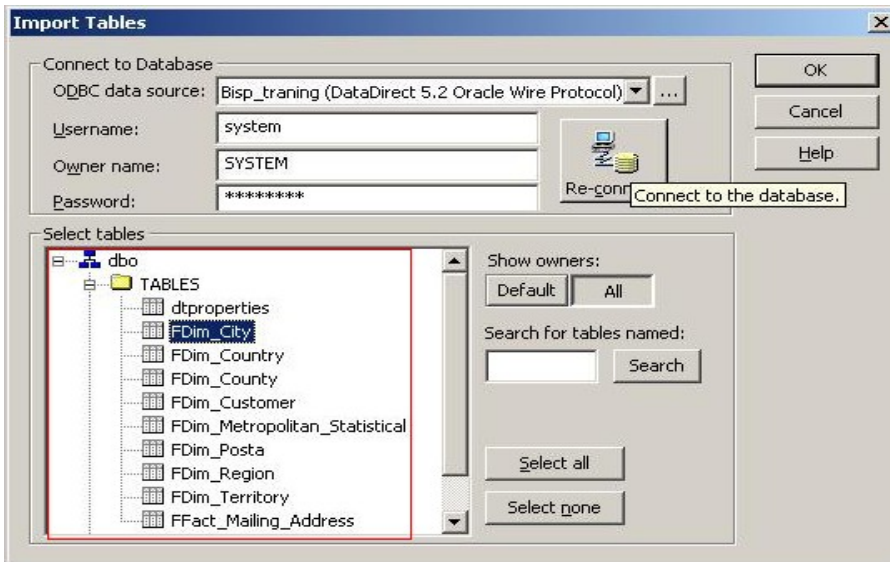 Import Tables
Connect to Database
ODBC data source: Bisp_traning (DataDirect 5.2 Oracle Wire Protocol) ...
Username: system
Owner name: SYSTEM
Password: ********
Re-conn
Connect to the database.
OK
Cancel
Help
Select tables
dbo
TABLES
dtproperties
FDim_City
FDim_Country
FDim_County
FDim_Customer
FDim_Metropolitan_Statistical
FDim_Posta
FDim_Region
FDim_Territory
FFact_Mailing_Address
Show owners:
Default All
Search for tables named:
Search
Select all
Select none